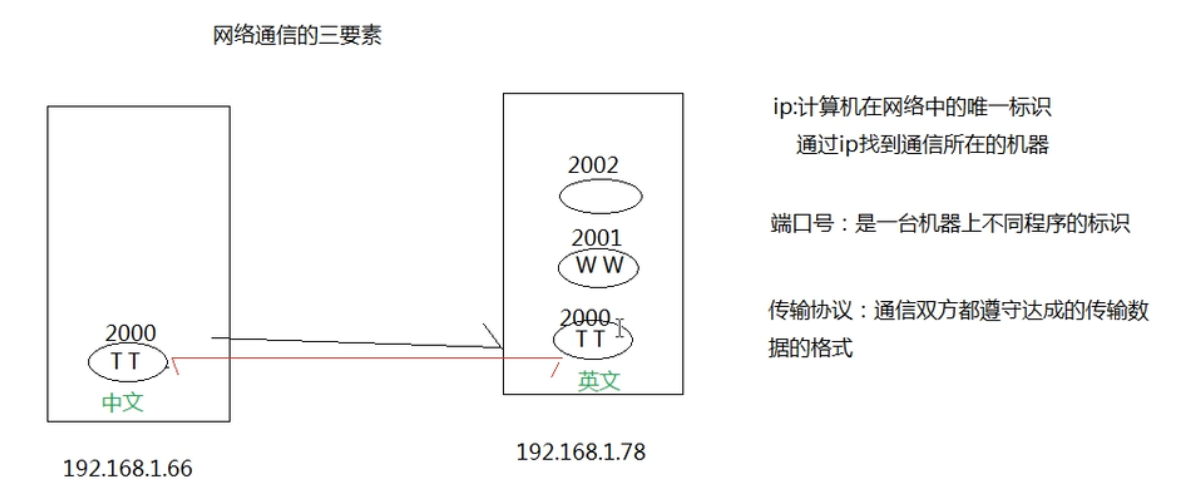 网络通信的三要素
2000
TT
中文
192.168.1.66
2002
2001
WW
2000
TT
英文
192.168.1.78
ip:计算机在网络中的唯一标识
通过ip找到通信所在的机器
端口号：是一台机器上不同程序的标识
传输协议：通信双方都遵守达成的传输数
据的格式